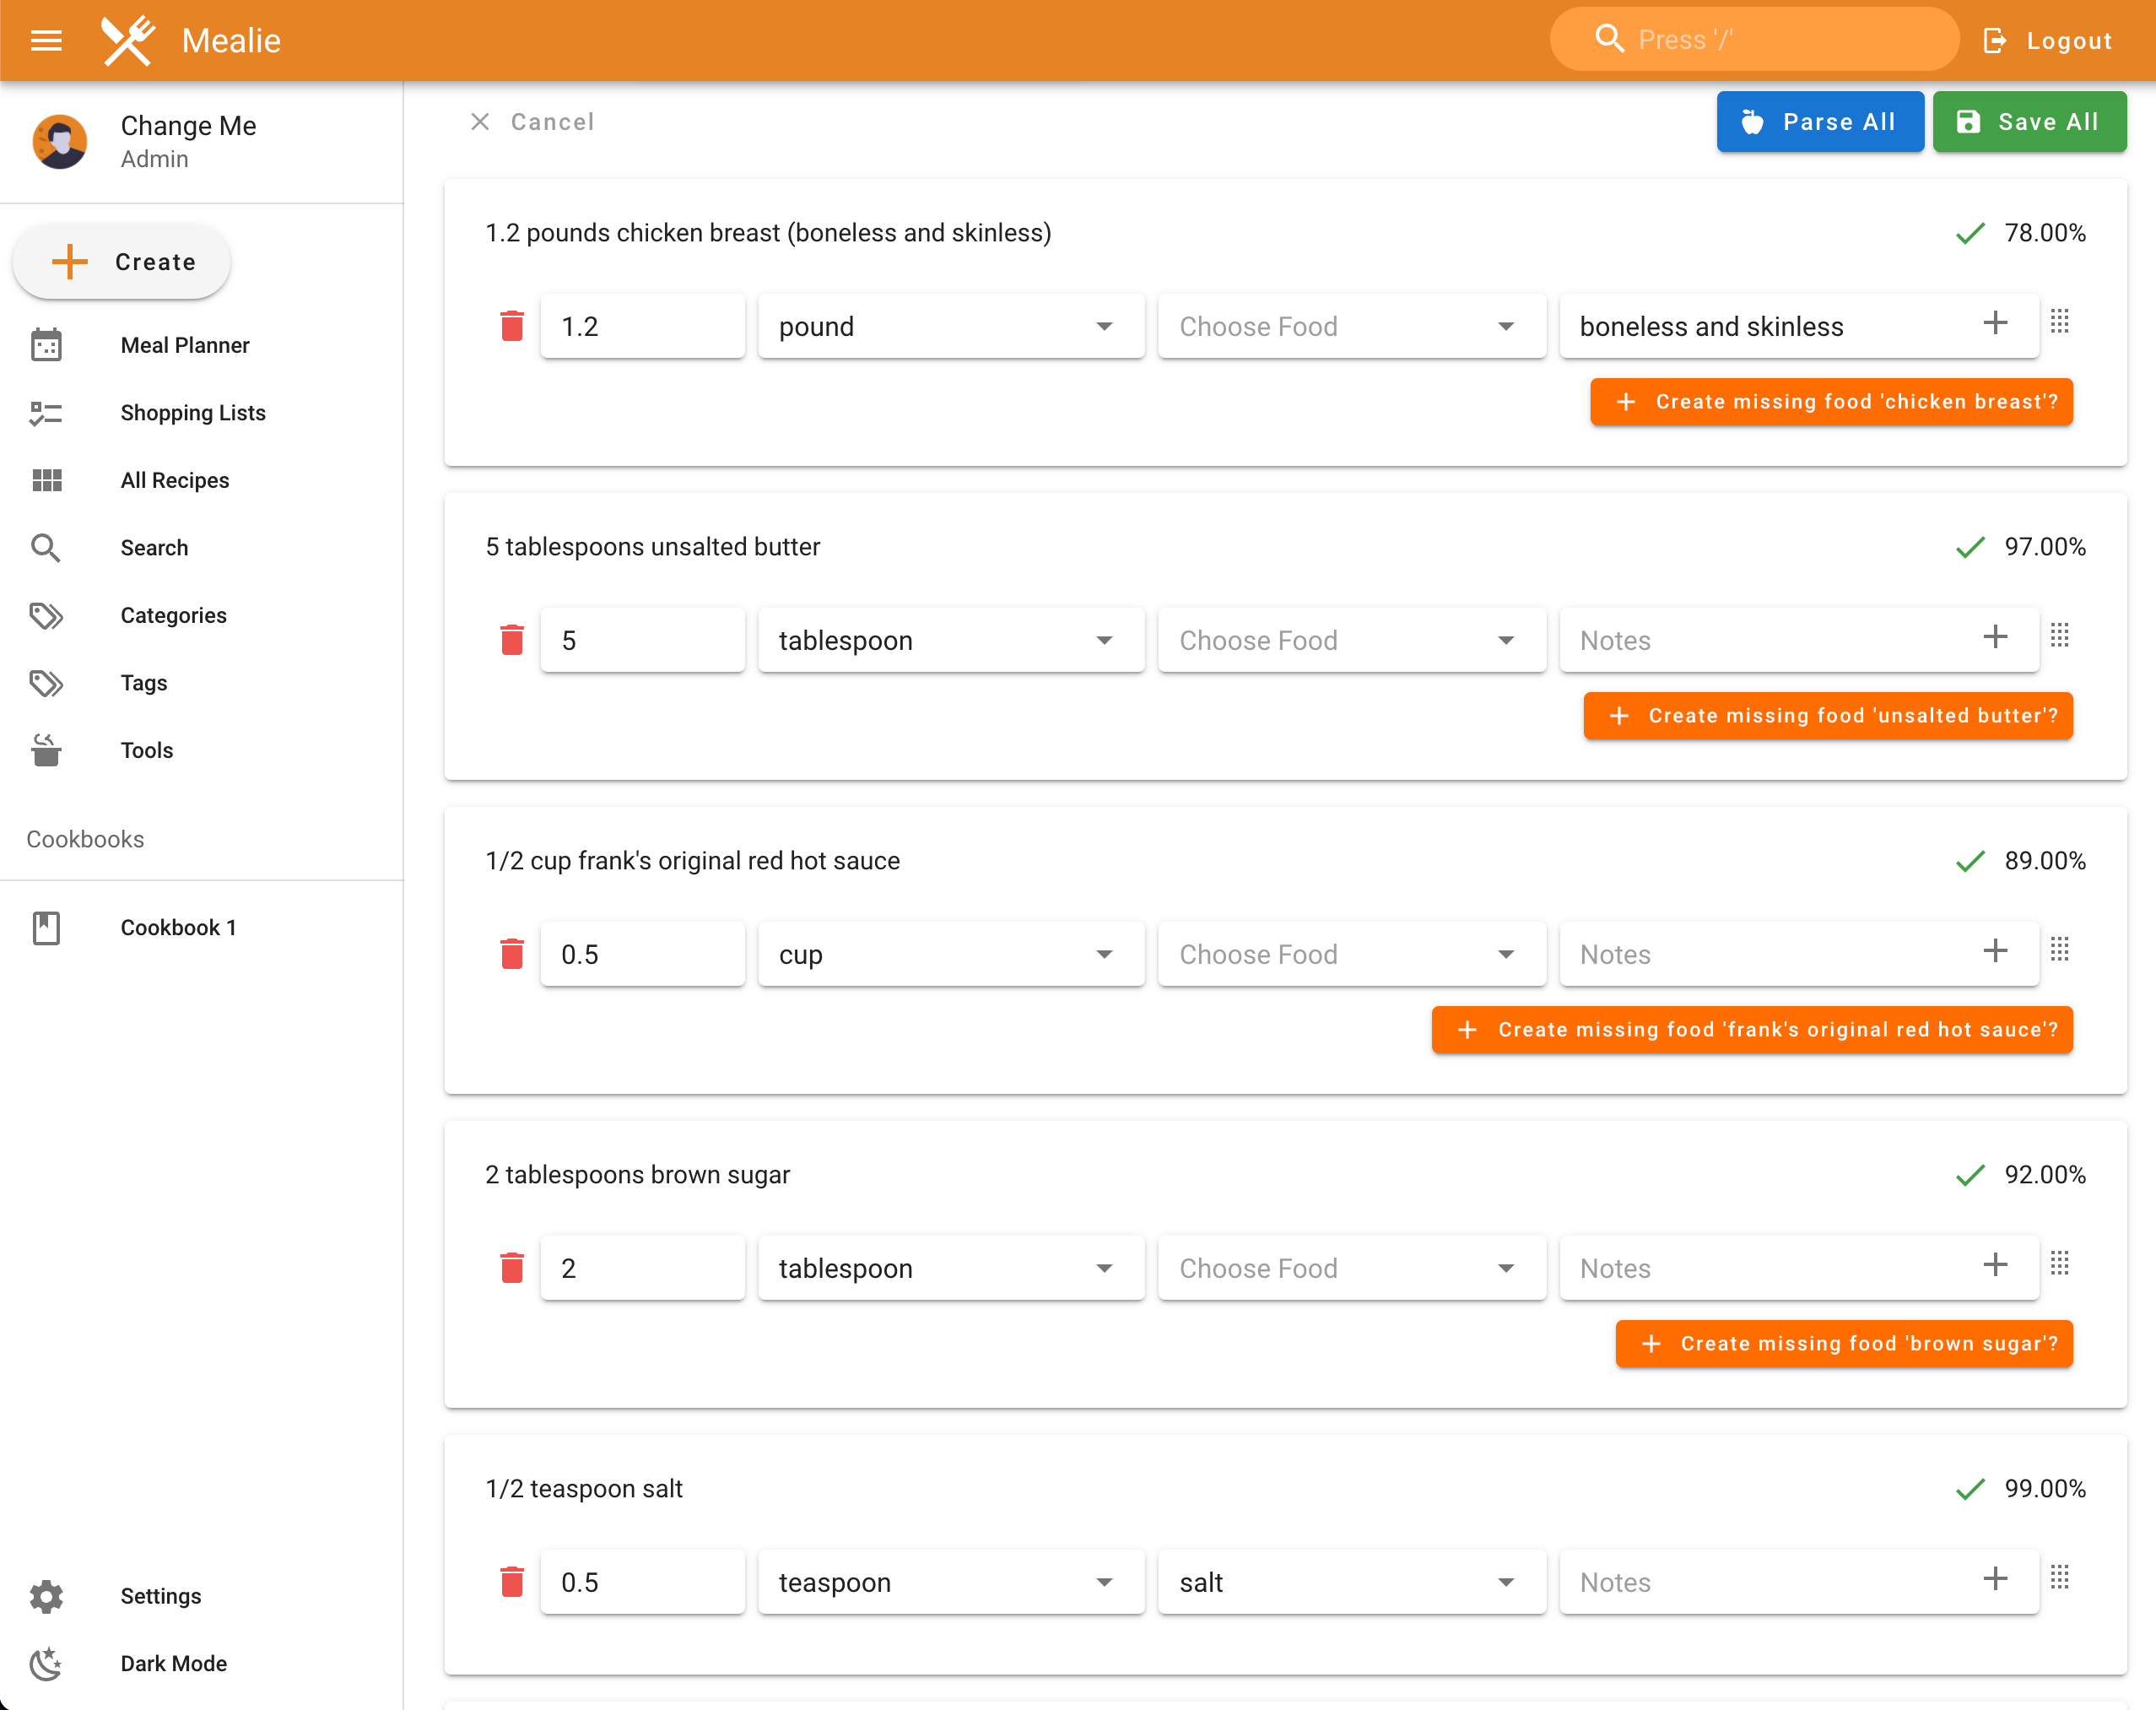 Mealie
Press '/'
Logout
Change Me
Admin
Create
Meal Planner
Shopping Lists
All Recipes
Search
Categories
Tags
Tools
Cookbooks
Cookbook 1
Settings
Dark Mode
Cancel
Parse All
Save All
1.2 pounds chicken breast (boneless and skinless)
78.00%
1.2
pound
Choose Food
boneless and skinless
Create missing food 'chicken breast'?
5 tablespoons unsalted butter
97.00%
5
tablespoon
Choose Food
Notes
Create missing food 'unsalted butter'?
1/2 cup frank's original red hot sauce
89.00%
0.5
cup
Choose Food
Notes
Create missing food 'frank's original red hot sauce'?
2 tablespoons brown sugar
92.00%
2
tablespoon
Choose Food
Notes
Create missing food 'brown sugar'?
1/2 teaspoon salt
99.00%
0.5
teaspoon
salt
Notes